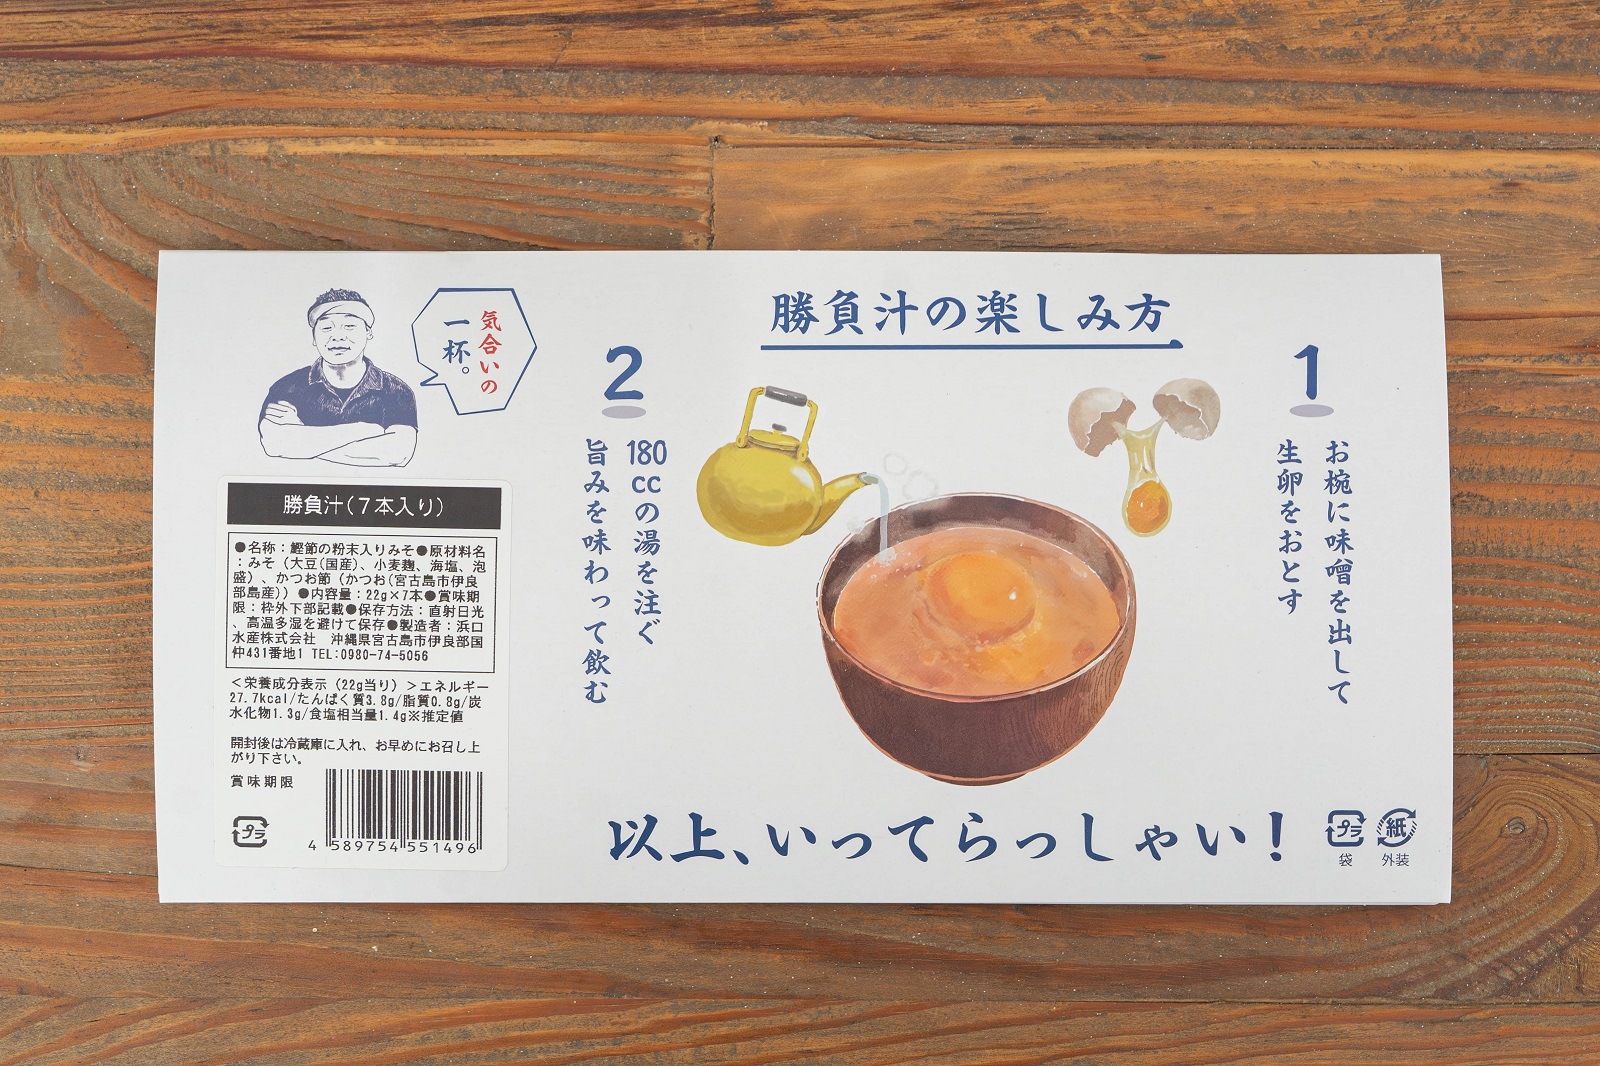 勝負汁の楽しみ方
1
お椀に味噌を出して
生卵をおとす
2
180ccの湯を注ぐ
旨みを味わって飲む
以上、いってらっしゃい！
気合いの
一杯。
勝負汁(7本入り)
●名称：鰹節の粉末入りみそ●原材料名
：みそ（大豆(国産)、小麦麹、海塩、泡
盛）、かつお節（かつお(宮古島市伊良
部島産)）●内容量：22g×7本●賞味期
限：枠外下部記載●保存方法：直射日光
、高温多湿を避けて保存●製造者：浜口
水産株式会社　沖縄県宮古島市伊良部国
仲431番地1 TEL:0980-74-5056
＜栄養成分表示（22g当り）＞エネルギー
27.7kcal/たんぱく質3.8g/脂質0.8g/炭
水化物1.3g/食塩相当量1.4g※推定値
開封後は冷蔵庫に入れ、お早めにお召し上
がり下さい。
賞味期限
プラ
4 589754 551496
プラ
袋
紙
外装